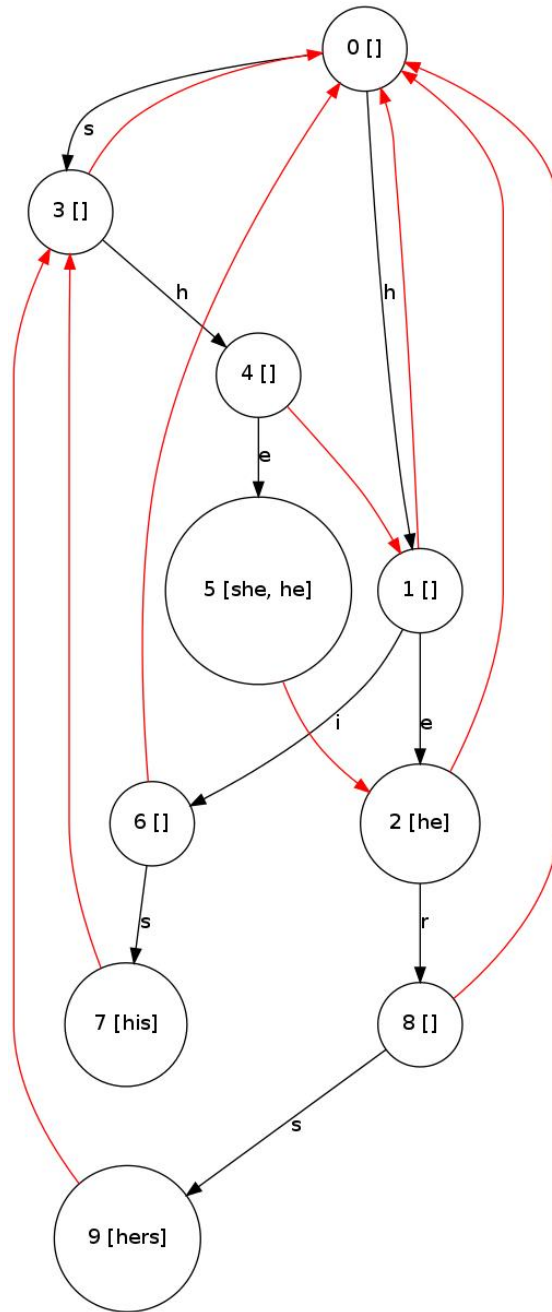 0 []
s
3 []
h
h
4 []
e
5 [she, he]
1 []
i
e
6 []
2 [he]
s
r
7 [his]
8 []
s
9 [hers]